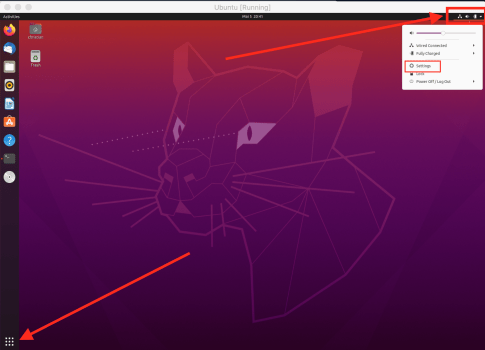 Ubuntu [Running]
Activities
Wired Connected
Fully Charged
Settings
Lock
Power Off / Log Out
Trash